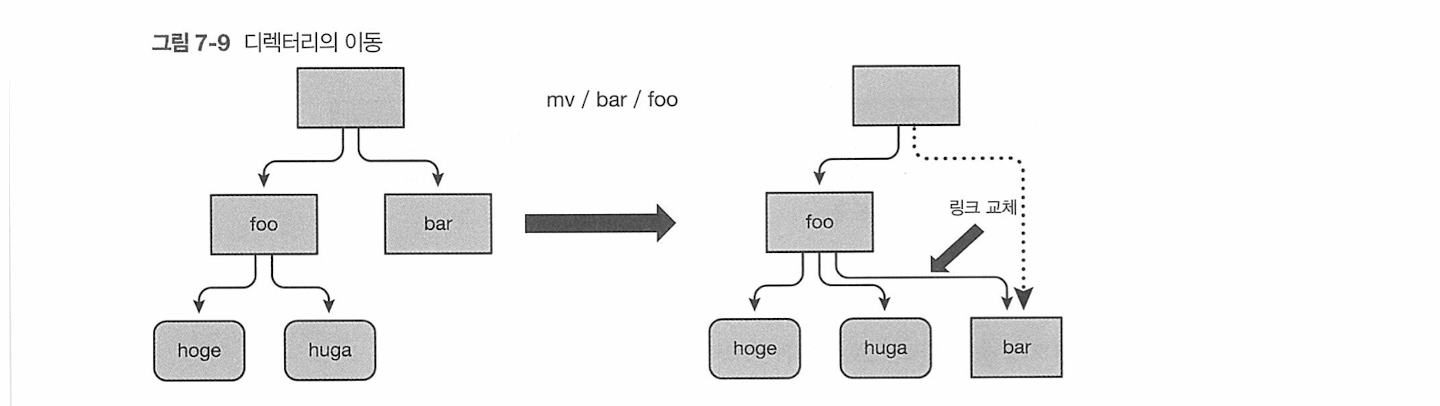 그림 7-9 디렉터리의 이동
mv / bar / foo
foo
bar
hoge
huga
foo
링크 교체
hoge
huga
bar